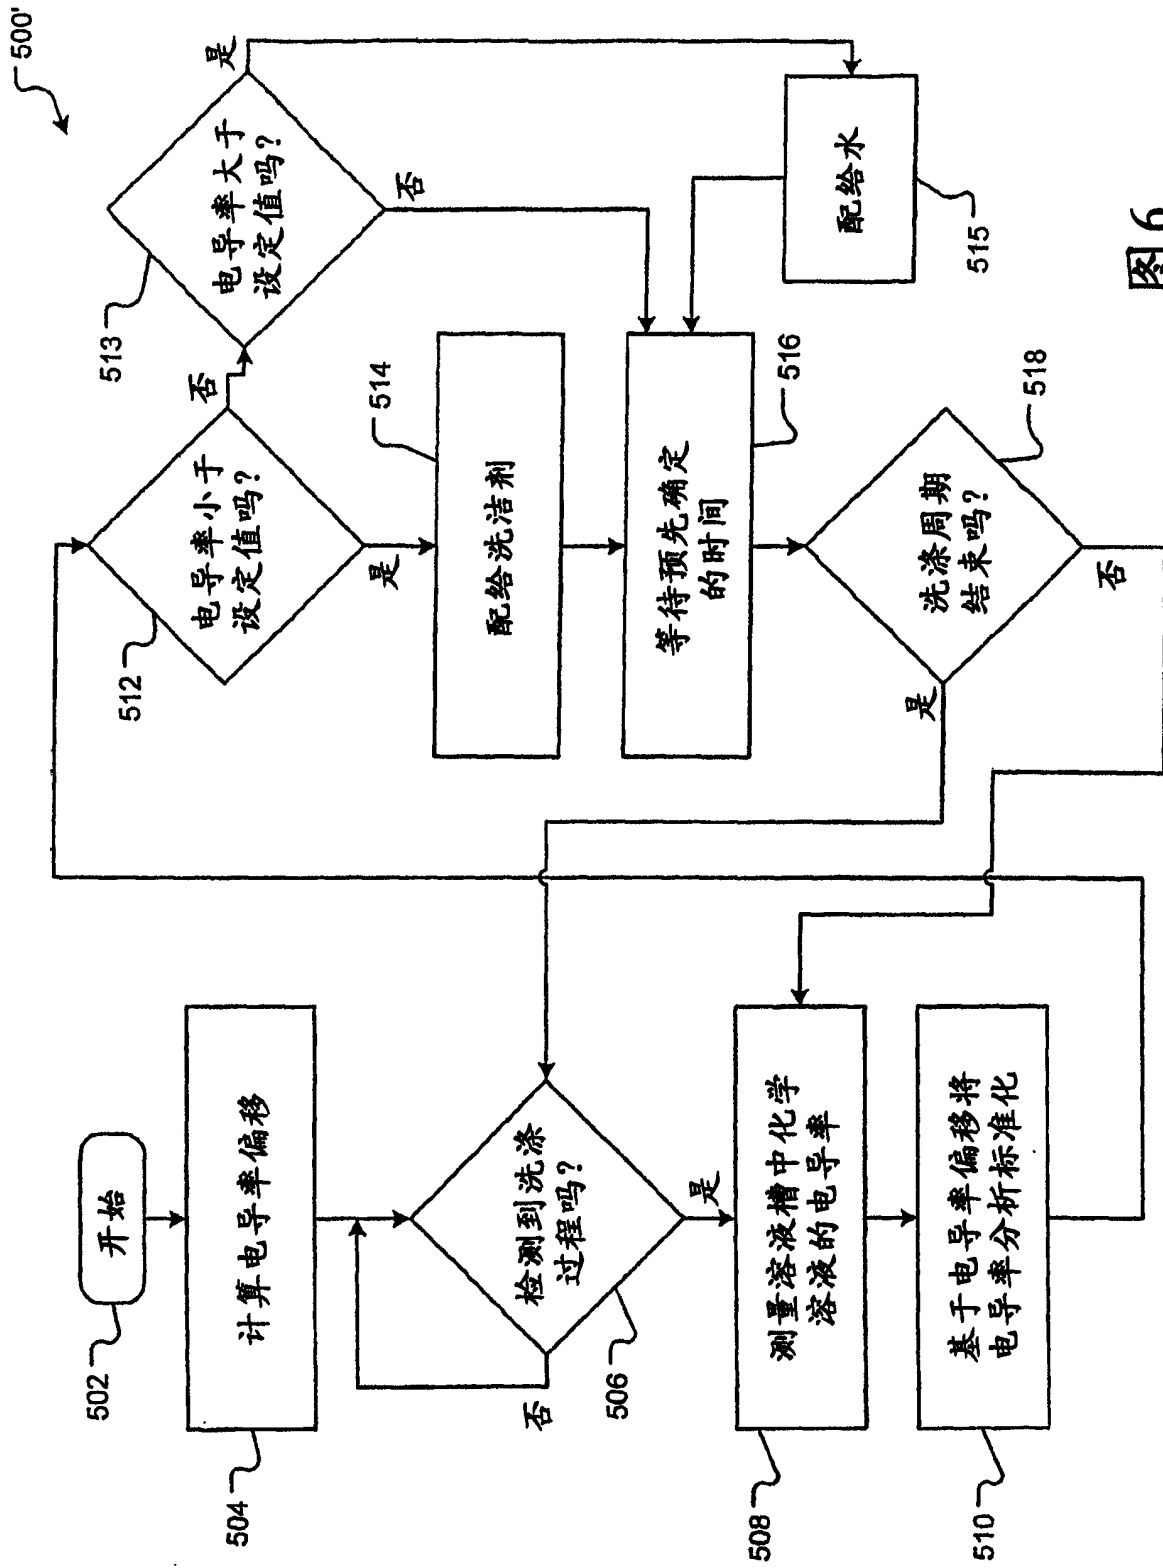 500'
开始
502
计算电导率偏移
504
检测到洗涤
过程吗？
506
否
是
测量溶液槽中化学
溶液的电导率
508
基于电导率偏移将
电导率分析标准化
510
电导率小于
设定值吗？
512
否
是
电导率大于
设定值吗？
513
是
否
配给洗洁剂
514
配给水
515
等待预先确定
的时间
516
洗涤周期
结束吗？
518
是
否
图6